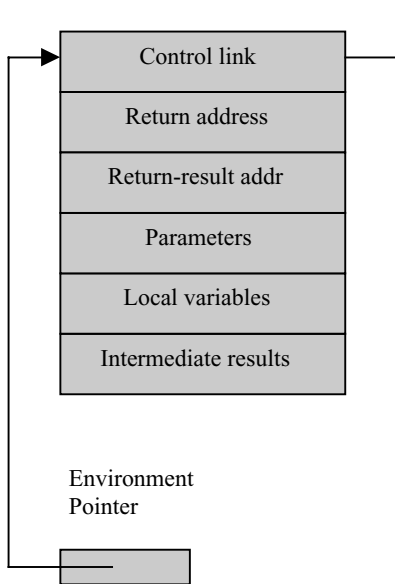 Control link
Return address
Return-result addr
Parameters
Local variables
Intermediate results
Environment
Pointer